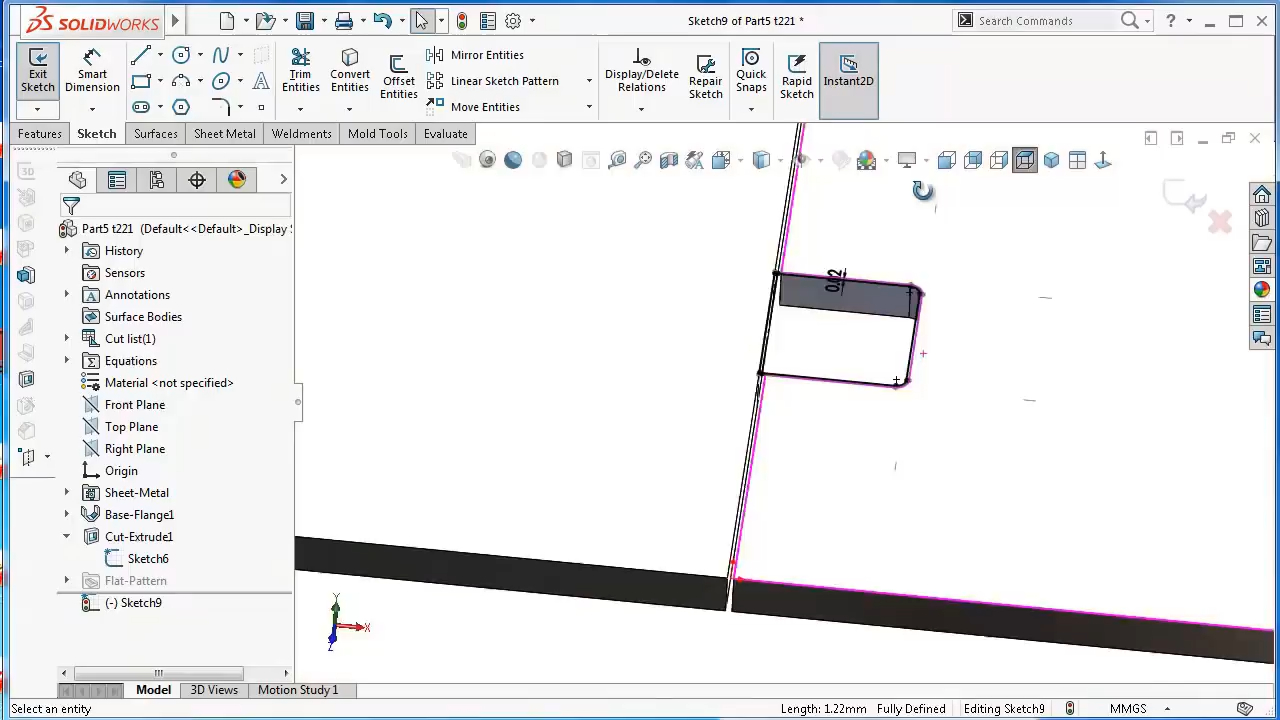 SOLIDWORKS
Sketch9 of Part5 t221 *
Search Commands
?
Exit Sketch
Smart Dimension
Trim Entities
Convert Entities
Offset Entities
Mirror Entities
Linear Sketch Pattern
Move Entities
Display/Delete Relations
Repair Sketch
Quick Snaps
Rapid Sketch
Instant2D
Features
Sketch
Surfaces
Sheet Metal
Weldments
Mold Tools
Evaluate
Part5 t221 (Default<<Default>_Display S
History
Sensors
Annotations
Surface Bodies
Cut list(1)
Equations
Material <not specified>
Front Plane
Top Plane
Right Plane
Origin
Sheet-Metal
Base-Flange1
Cut-Extrude1
Sketch6
Flat-Pattern
(-) Sketch9
0.02
Y
X
Z
Model
3D Views
Motion Study 1
Select an entity
Length: 1.22mm
Fully Defined
Editing Sketch9
MMGS